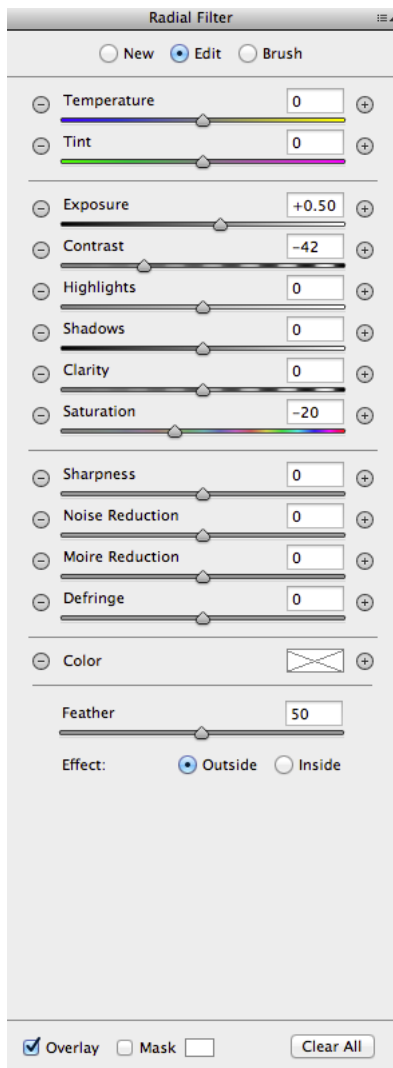 Radial Filter
New Edit Brush
Temperature 0
Tint 0
Exposure +0.50
Contrast -42
Highlights 0
Shadows 0
Clarity 0
Saturation -20
Sharpness 0
Noise Reduction 0
Moire Reduction 0
Defringe 0
Color
Feather 50
Effect: Outside Inside
Overlay Mask Clear All